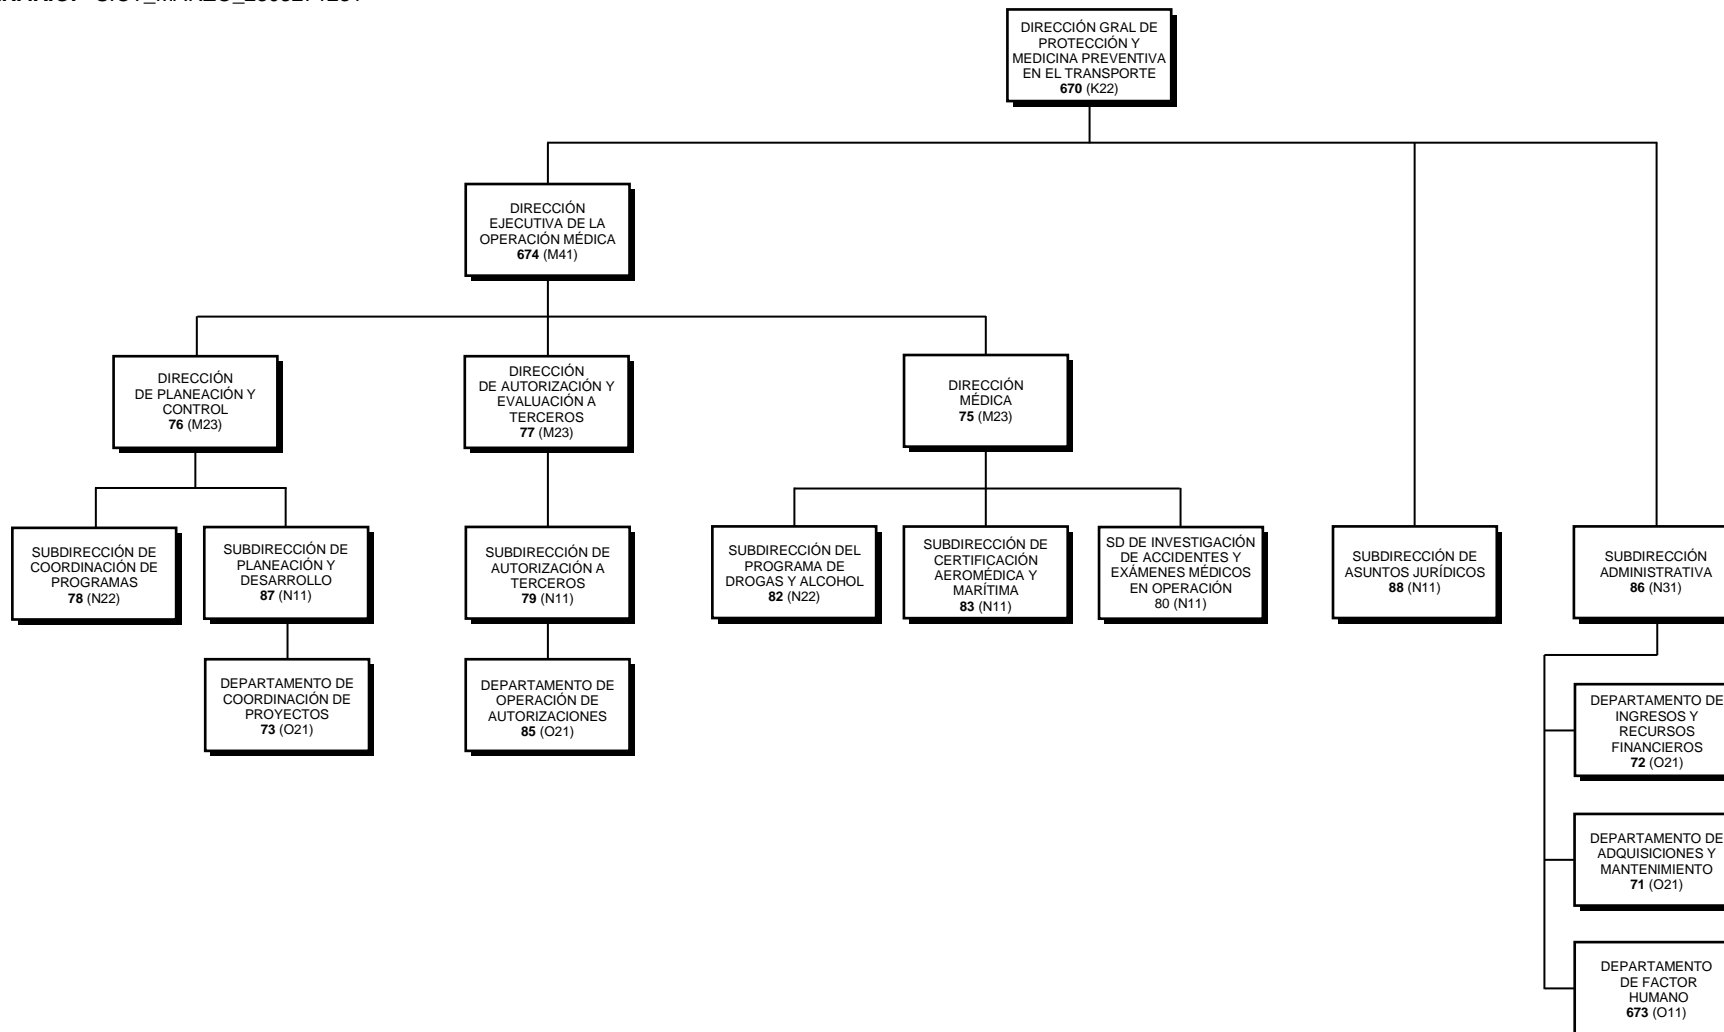 DIRECCIÓN GRAL DE
PROTECCIÓN Y
MEDICINA PREVENTIVA
EN EL TRANSPORTE
670 (K22)
DIRECCIÓN
EJECUTIVA DE LA
OPERACIÓN MÉDICA
674 (M41)
DIRECCIÓN
DE PLANEACIÓN Y
CONTROL
76 (M23)
DIRECCIÓN
DE AUTORIZACIÓN Y
EVALUACIÓN A
TERCEROS
77 (M23)
DIRECCIÓN
MÉDICA
75 (M23)
SUBDIRECCIÓN DE
COORDINACIÓN DE
PROGRAMAS
78 (N22)
SUBDIRECCIÓN DE
PLANEACIÓN Y
DESARROLLO
87 (N11)
SUBDIRECCIÓN DE
AUTORIZACIÓN A
TERCEROS
79 (N11)
SUBDIRECCIÓN DEL
PROGRAMA DE
DROGAS Y ALCOHOL
82 (N22)
SUBDIRECCIÓN DE
CERTIFICACIÓN
AEROMÉDICA Y
MARÍTIMA
83 (N11)
SD DE INVESTIGACIÓN
DE ACCIDENTES Y
EXÁMENES MÉDICOS
EN OPERACIÓN
80 (N11)
SUBDIRECCIÓN DE
ASUNTOS JURÍDICOS
88 (N11)
SUBDIRECCIÓN
ADMINISTRATIVA
86 (N31)
DEPARTAMENTO DE
COORDINACIÓN DE
PROYECTOS
73 (O21)
DEPARTAMENTO DE
OPERACIÓN DE
AUTORIZACIONES
85 (O21)
DEPARTAMENTO DE
INGRESOS Y
RECURSOS
FINANCIEROS
72 (O21)
DEPARTAMENTO DE
ADQUISICIONES Y
MANTENIMIENTO
71 (O21)
DEPARTAMENTO
DE FACTOR
HUMANO
673 (O11)